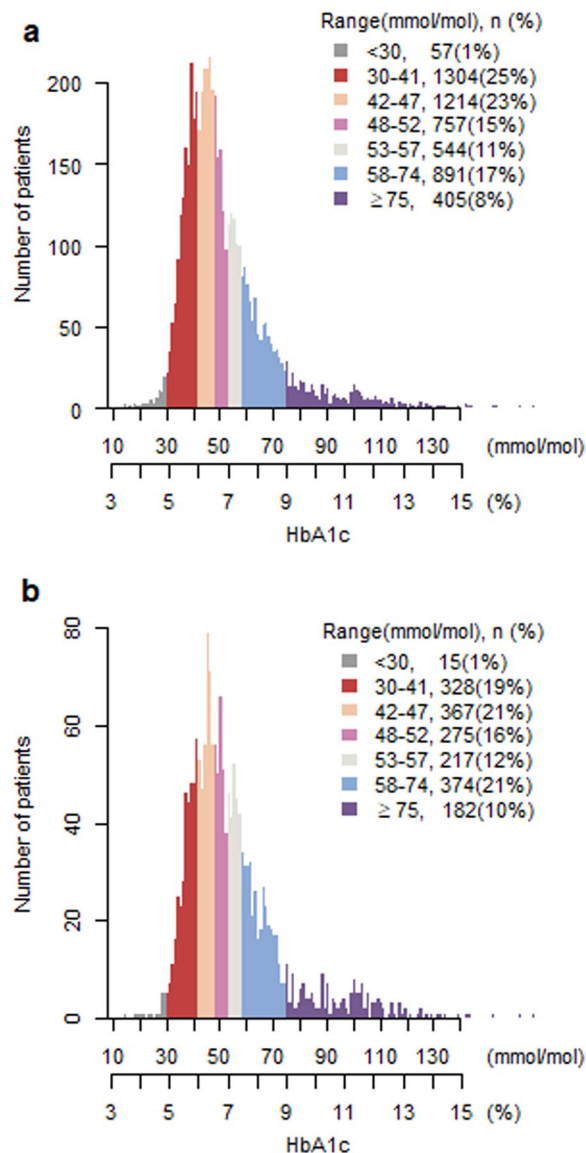 a
Range(mmol/mol), n (%)
<30, 57(1%)
30-41, 1304(25%)
42-47, 1214(23%)
48-52, 757(15%)
53-57, 544(11%)
58-74, 891(17%)
≥75, 405(8%)
Number of patients
200
150
100
50
0
10 30 50 70 90 110 130 (mmol/mol)
3 5 7 9 11 13 15 (%)
HbA1c
b
Range(mmol/mol), n (%)
<30, 15(1%)
30-41, 328(19%)
42-47, 367(21%)
48-52, 275(16%)
53-57, 217(12%)
58-74, 374(21%)
≥75, 182(10%)
Number of patients
80
60
40
20
0
10 30 50 70 90 110 130 (mmol/mol)
3 5 7 9 11 13 15 (%)
HbA1c